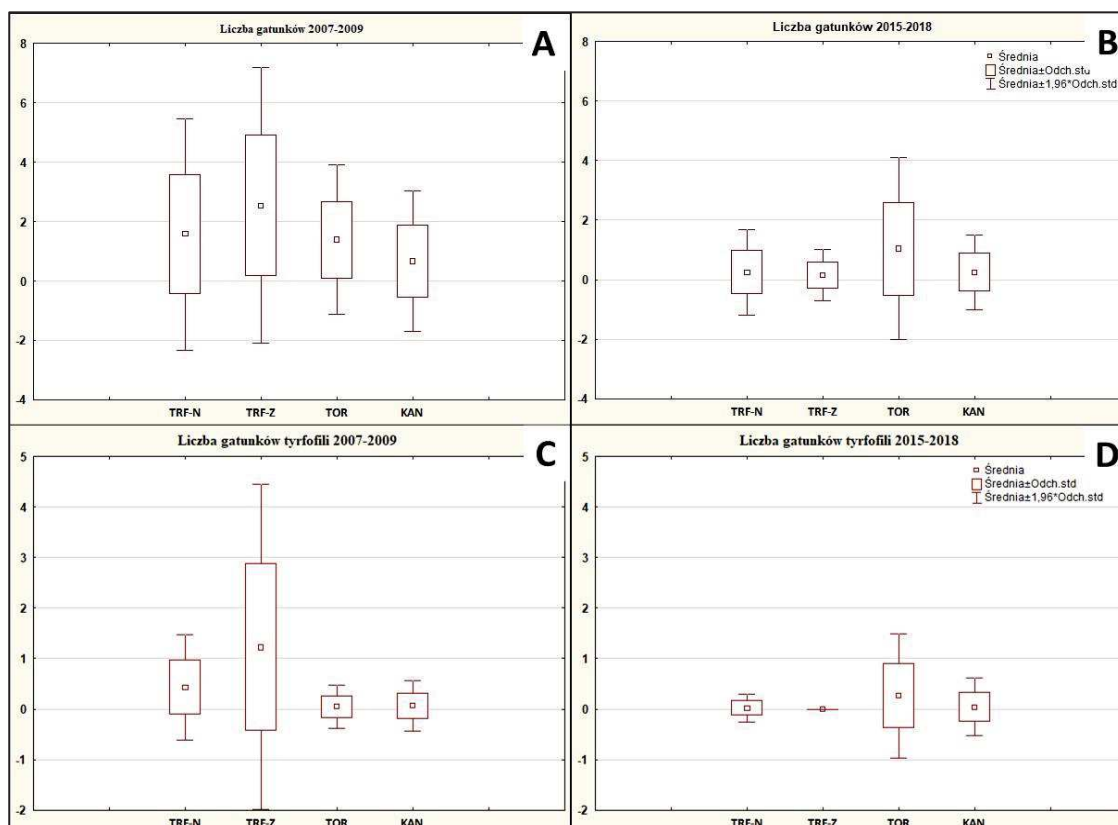 Liczba gatunków 2007-2009
A
8
6
4
2
0
-2
-4
TRF-N TRF-Z TOR KAN
Liczba gatunków 2015-2018
B
Średnia
Średnia±Odch.std
Średnia±1,96*Odch.std
8
6
4
2
0
-2
-4
TRF-N TRF-Z TOR KAN
Liczba gatunków tyrfofili 2007-2009
C
5
4
3
2
1
0
-1
-2
TRF-N TRF-Z TOR KAN
Liczba gatunków tyrfofili 2015-2018
D
Średnia
Średnia±Odch.std
Średnia±1,96*Odch.std
5
4
3
2
1
0
-1
-2
TRF-N TRF-Z TOR KAN